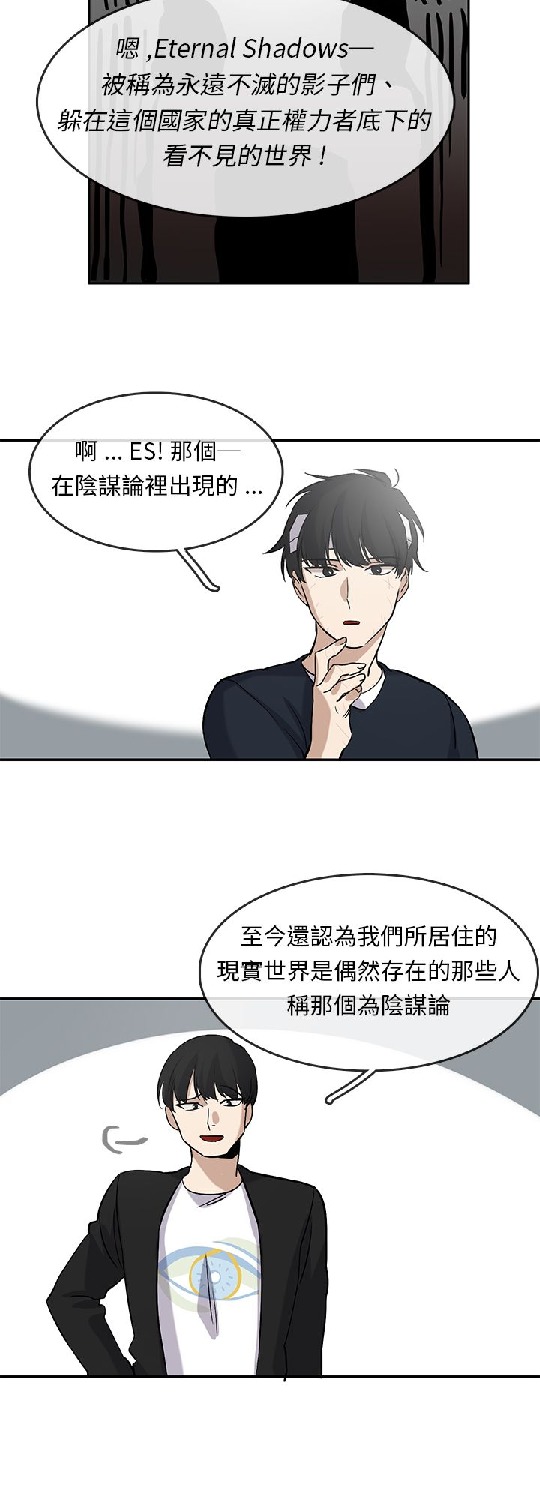 嗯 ,Eternal Shadows—
被稱為永遠不滅的影子們、
躲在這個國家的真正權力者底下的
看不見的世界 !
啊 ... ES! 那個—
在陰謀論裡出現的 ...
至今還認為我們所居住的
現實世界是偶然存在的那些人
稱那個為陰謀論